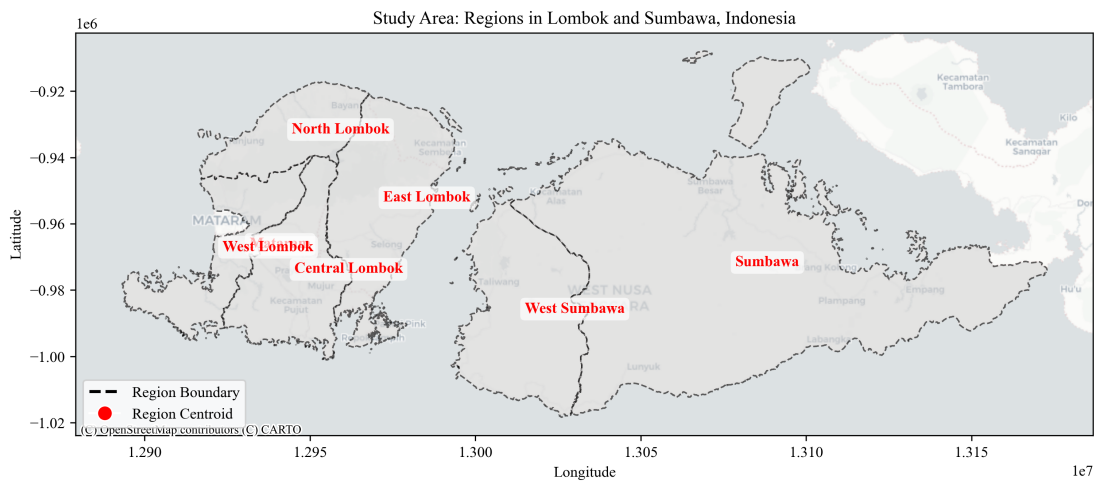 Study Area: Regions in Lombok and Sumbawa, Indonesia
1e6
−0.92
−0.94
−0.96
−0.98
−1.00
−1.02
Latitude
Kecamatan
Tambora
Bayan
Kilo
North Lombok
Kecamatan
Kecamatan
Sanggar
Sumbawa
Besar
East Lombok
Kecamatan
Alas
MATARAM
West Lombok
Selong
Sumbawa
Central Lombok
Mujur
Taliwang
WEST NUSA
Empang
Hu'u
Kecamatan
Pujut
Plampang
West Sumbawa
Pink
Lunyuk
Region Boundary
Region Centroid
(C) OpenStreetMap contributors (C) CARTO
1.290
1.295
1.300
1.305
1.310
1.315
1e7
Longitude